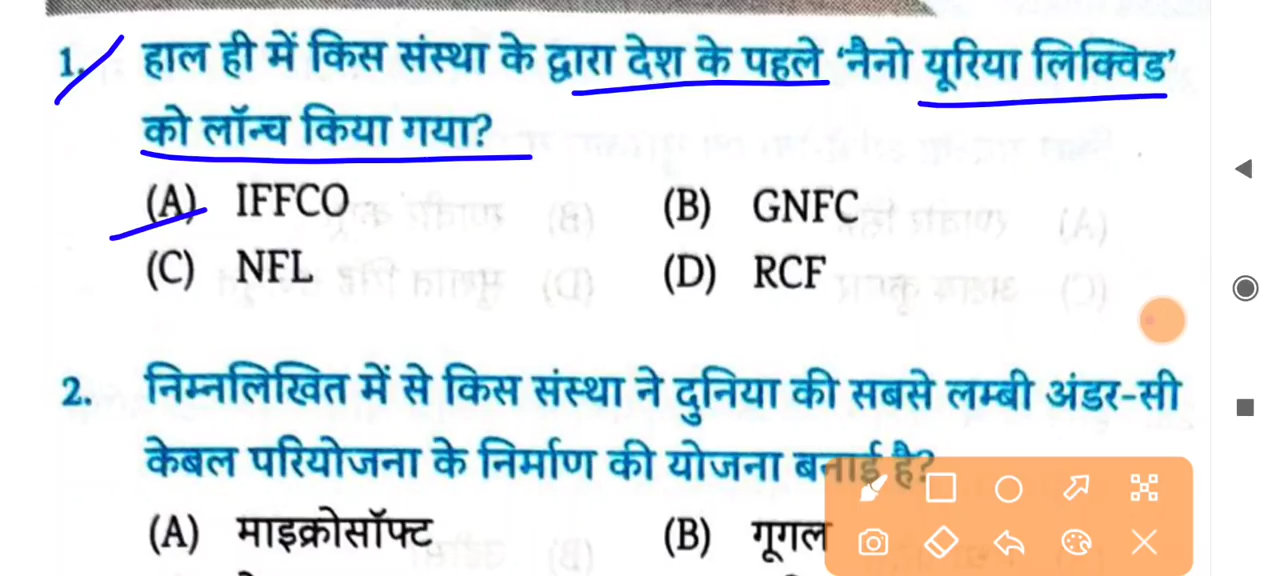 1. हाल ही में किस संस्था के द्वारा देश के पहले 'नैनो यूरिया लिक्विड'
को लॉन्च किया गया?
(A) IFFCO (B) GNFC
(C) NFL (D) RCF
2. निम्नलिखित में से किस संस्था ने दुनिया की सबसे लम्बी अंडर-सी
केबल परियोजना के निर्माण की योजना बनाई है?
(A) माइक्रोसॉफ्ट (B) गूगल